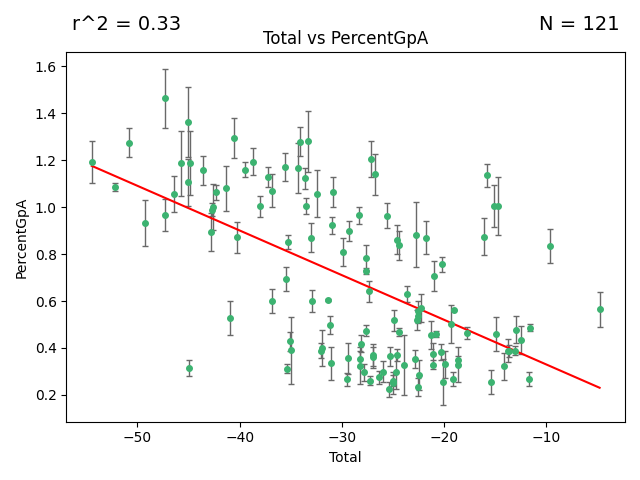 r^2 = 0.33
N = 121
Total vs PercentGpA
PercentGpA
1.6
1.4
1.2
1.0
0.8
0.6
0.4
0.2
−50
−40
−30
−20
−10
Total